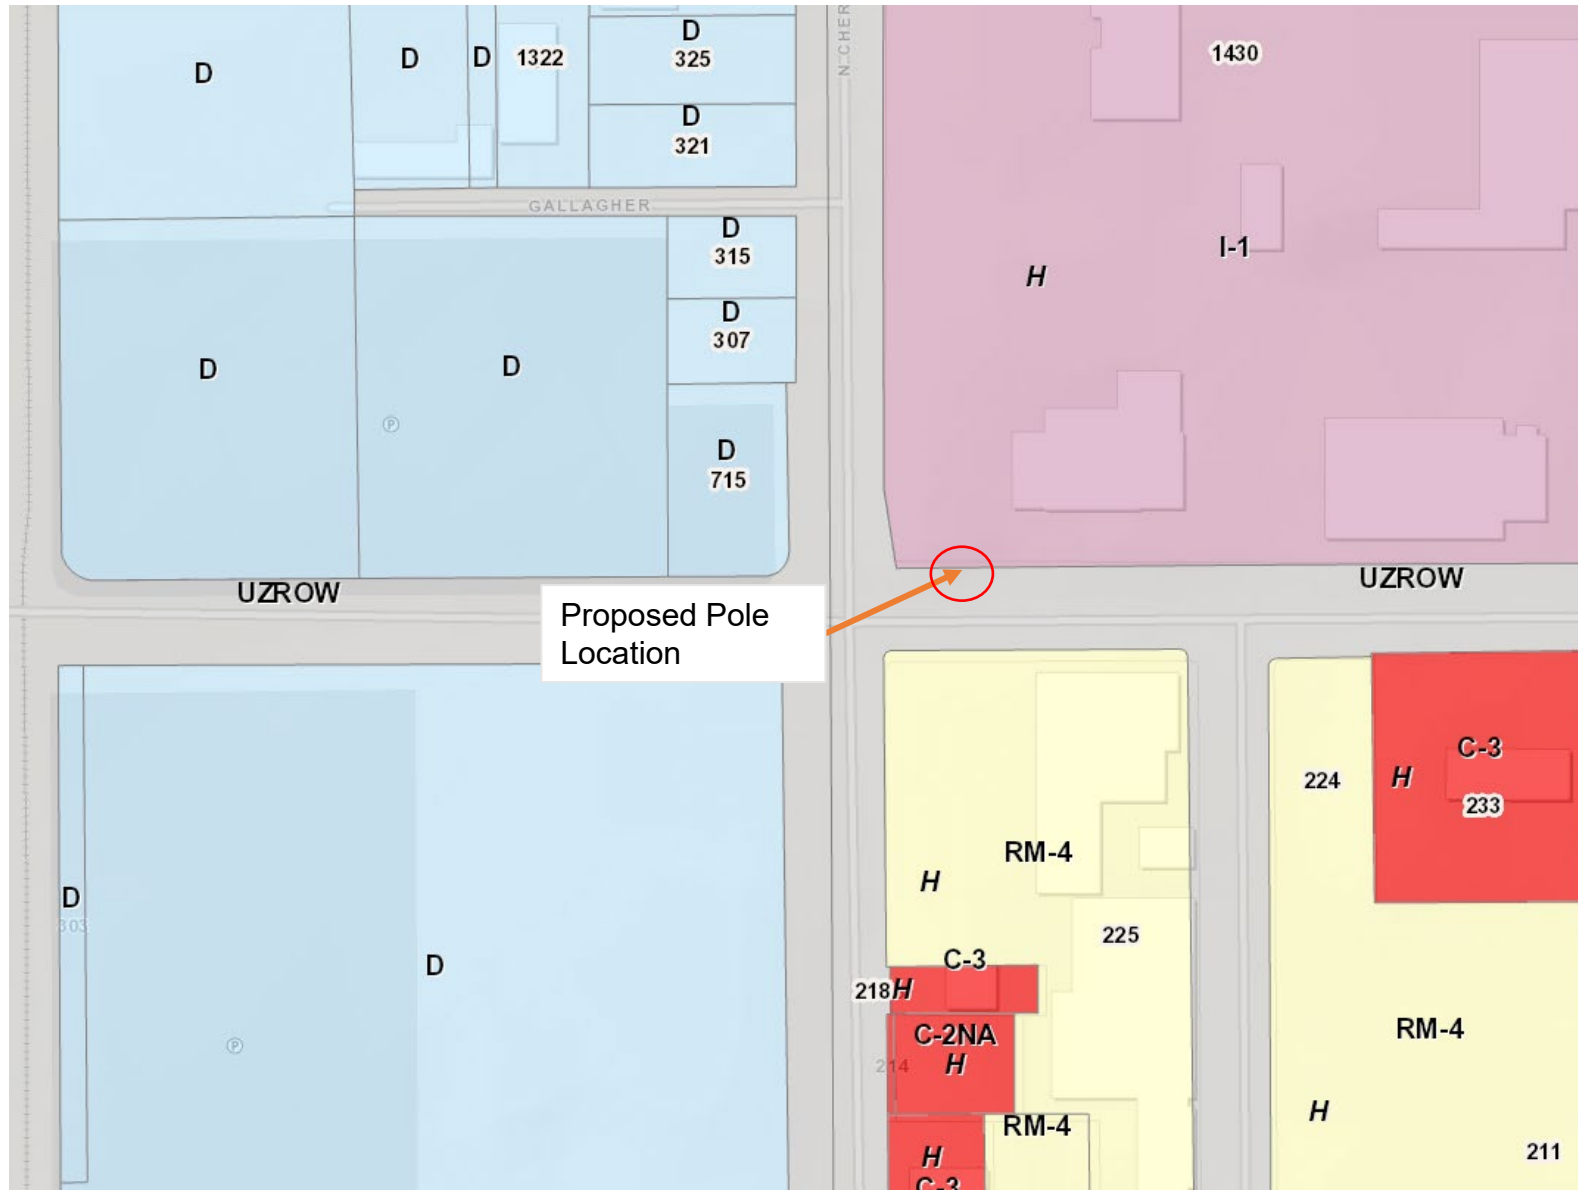 D
D
D
1322
D
325
D
321
N CHER
1430
GALLAGHER
D
315
D
307
I-1
H
D
D
P
D
715
UZROW
UZROW
Proposed Pole
Location
C-3
H
233
224
RM-4
H
225
D
303
D
C-3
218
H
C-2NA
H
214
RM-4
P
RM-4
H
H
C-3
211